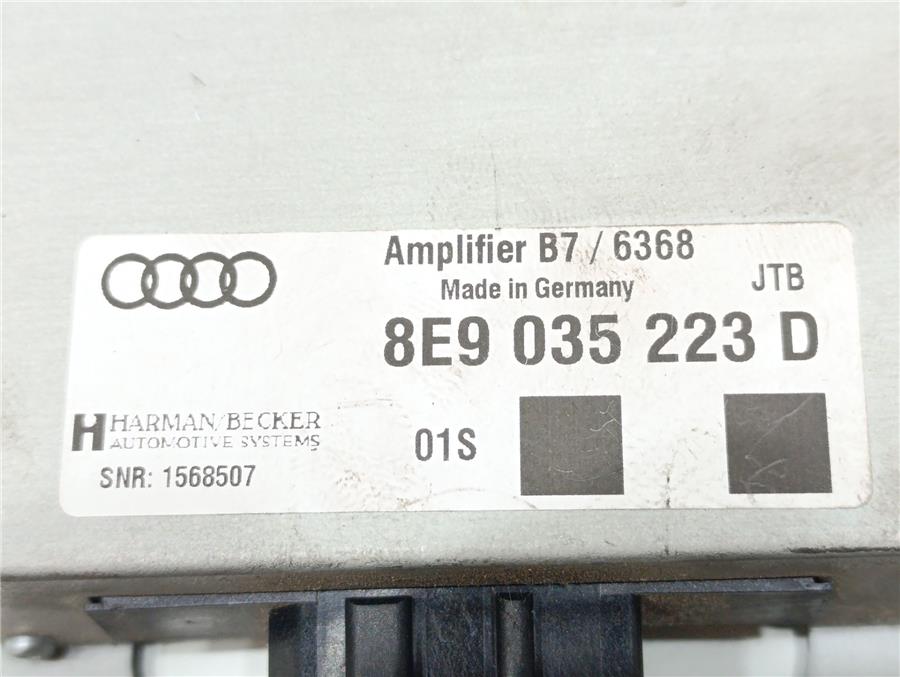 Amplifier B7 / 6368
Made in Germany
JTB
8E9 035 223 D
HARMAN/BECKER
AUTOMOTIVE SYSTEMS
01S
SNR: 1568507